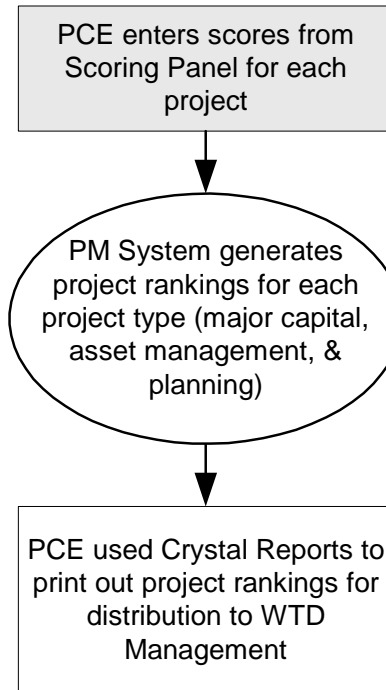 PCE enters scores from
Scoring Panel for each
project
PM System generates
project rankings for each
project type (major capital,
asset management, &
planning)
PCE used Crystal Reports to
print out project rankings for
distribution to WTD
Management